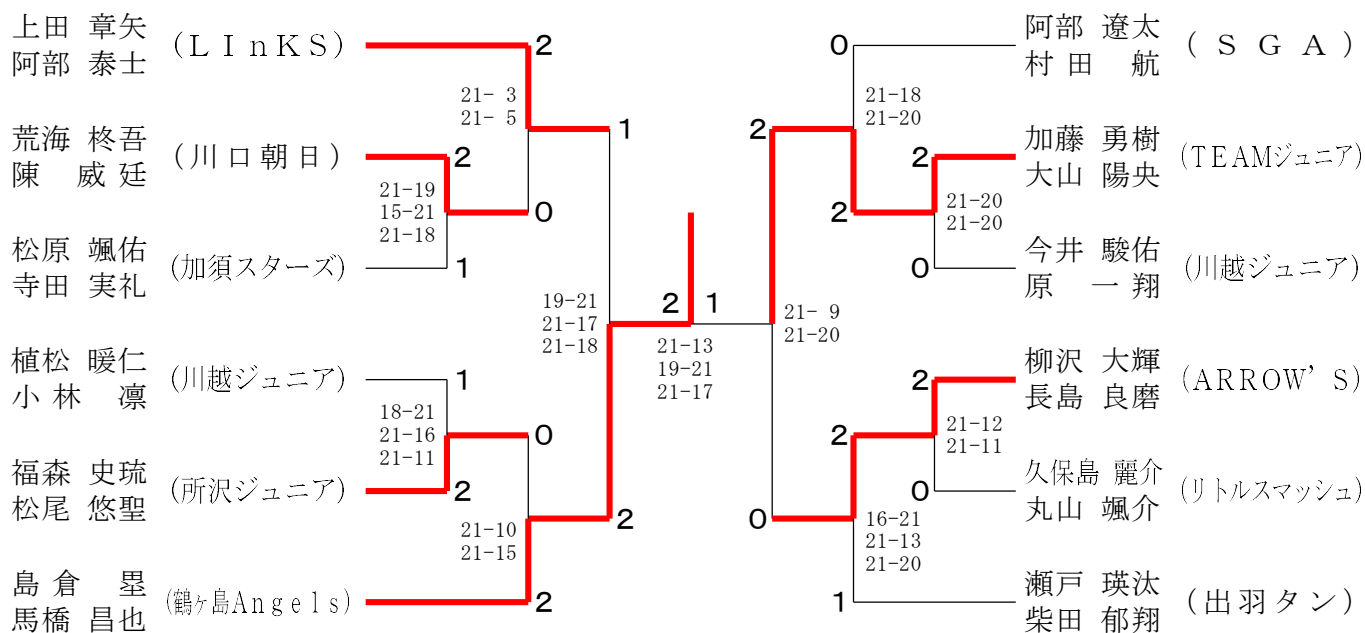 上田 章矢
阿部 泰士
(LInKS)
2
21- 3
21- 5
1
荒海 柊吾
陳 威廷
(川口朝日)
2
21-19
15-21
21-18
0
松原 颯佑
寺田 実礼
(加須スターズ)
1
19-21
21-17
21-18
植松 暖仁
小林 凛
(川越ジュニア)
1
18-21
21-16
21-11
0
福森 史琉
松尾 悠聖
(所沢ジュニア)
2
21-10
21-15
2
島倉 塁
馬橋 昌也
(鶴ヶ島Angels)
2
2
1
21-13
19-21
21-17
0
阿部 遼太
村田 航
(SGA)
21-18
21-20
2
2
加藤 勇樹
大山 陽央
(TEAMジュニア)
2
21-20
21-20
0
今井 駿佑
原 一翔
(川越ジュニア)
21- 9
21-20
2
柳沢 大輝
長島 良磨
(ARROW'S)
2
21-12
21-11
0
久保島 麗介
丸山 颯介
(リトルスマッシュ)
0
16-21
21-13
21-20
1
瀬戸 瑛汰
柴田 郁翔
(出羽タン)